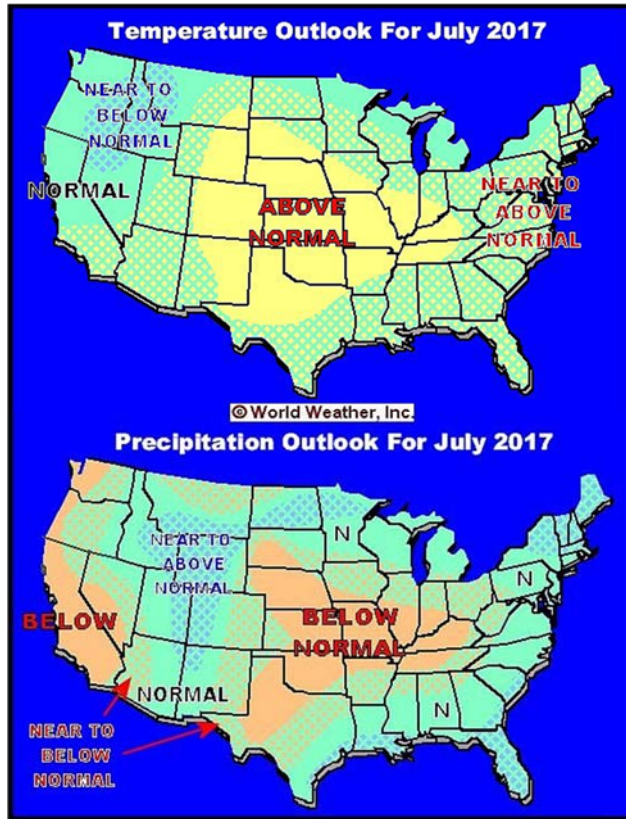 Temperature Outlook For July 2017
NEAR TO
BELOW
NORMAL
NORMAL
ABOVE
NORMAL
NEAR TO
ABOVE
NORMAL
© World Weather, Inc.
Precipitation Outlook For July 2017
N
NEAR TO
ABOVE
NORMAL
N
BELOW
BELOW
NORMAL
NORMAL
N
NEAR TO
BELOW
NORMAL